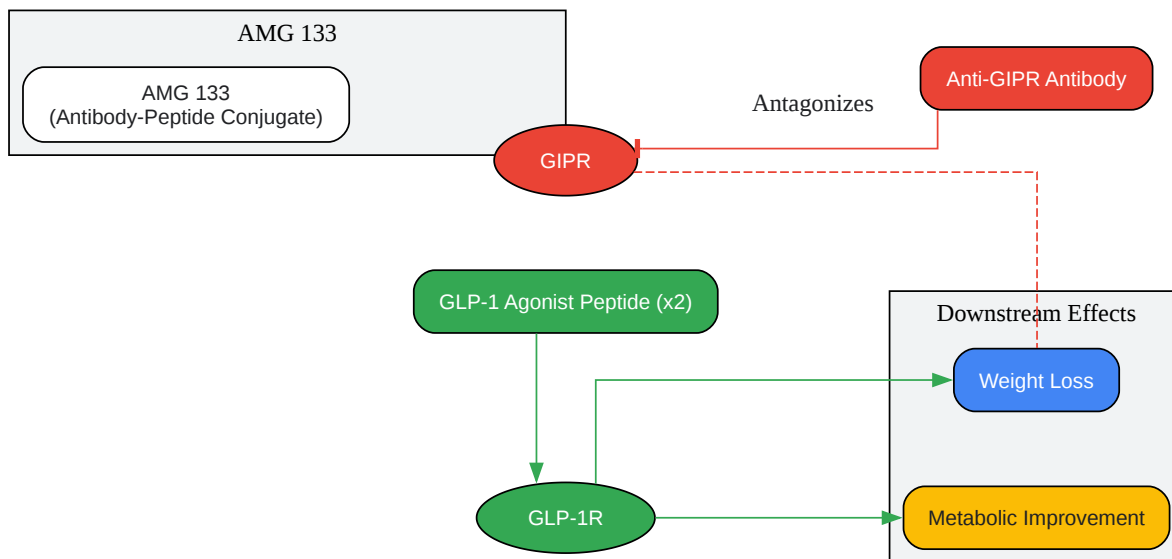 AMG 133
AMG 133
(Antibody-Peptide Conjugate)
Anti-GIPR Antibody
Antagonizes
GIPR
GLP-1 Agonist Peptide (x2)
Downstream Effects
Weight Loss
GLP-1R
Metabolic Improvement